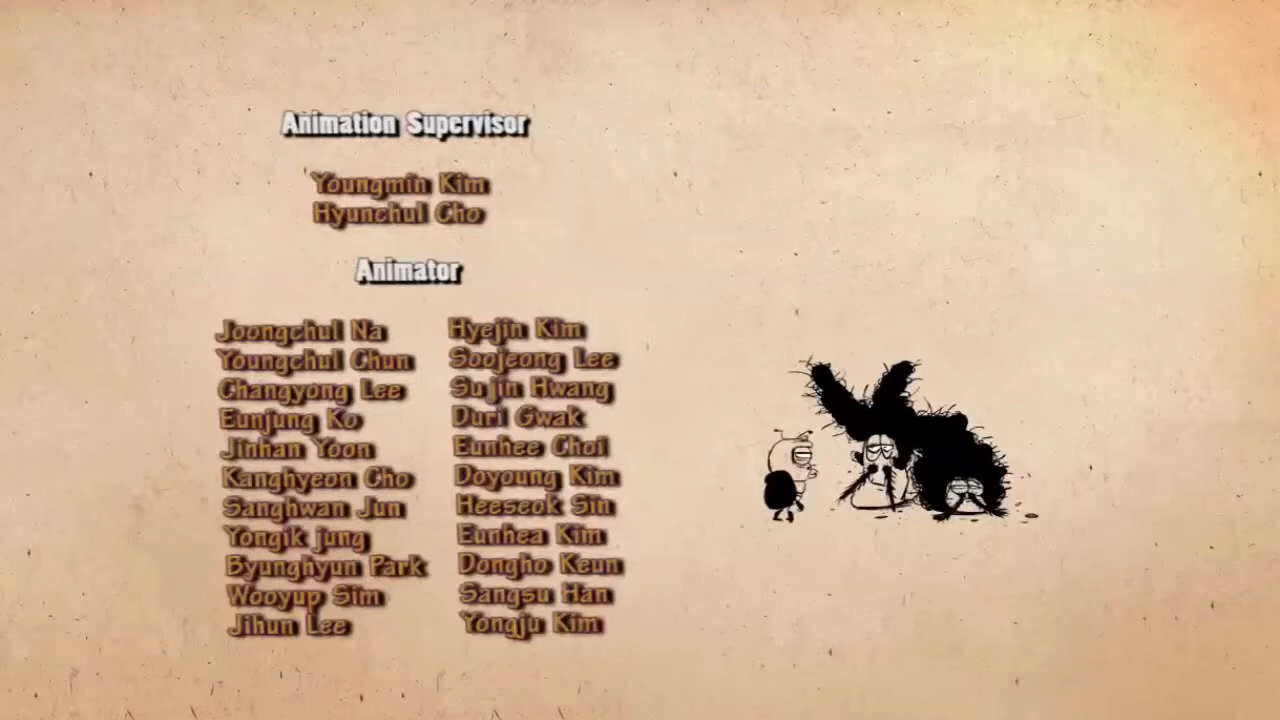 Animation Supervisor
Youngmin Kim
Hyunchul Cho
Animator
Joongchul Na
Youngchul Chun
Changyong Lee
Eunjung Ko
Jinhan Yoon
Kanghyeon Cho
Sanghwan Jun
Yongik jung
Byunghyun Park
Wooyup Sim
Jihun Lee
Hyejin Kim
Soojeong Lee
Sujin Hwang
Duri Gwak
Eunhee Choi
Doyoung Kim
Heeseok Sin
Eunhea Kim
Dongho Keun
Sangsu Han
Yongju Kim